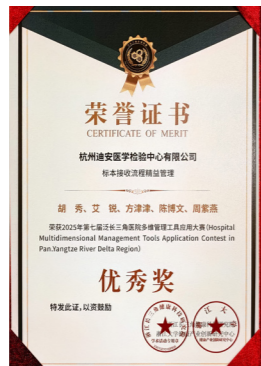 荣誉证书
CERTIFICATE OF MERIT
杭州迪安医学检验中心有限公司
标本接收流程精益管理
胡 秀、艾 锐、方津津、陈博文、周紫燕
荣获2025年第七届泛长三角医院多维管理工具应用大赛(Hospital
Multidimensional Management Tools Application Contest in
Pan.Yangtze River Delta Region)
优秀奖
特发此证,以资鼓励